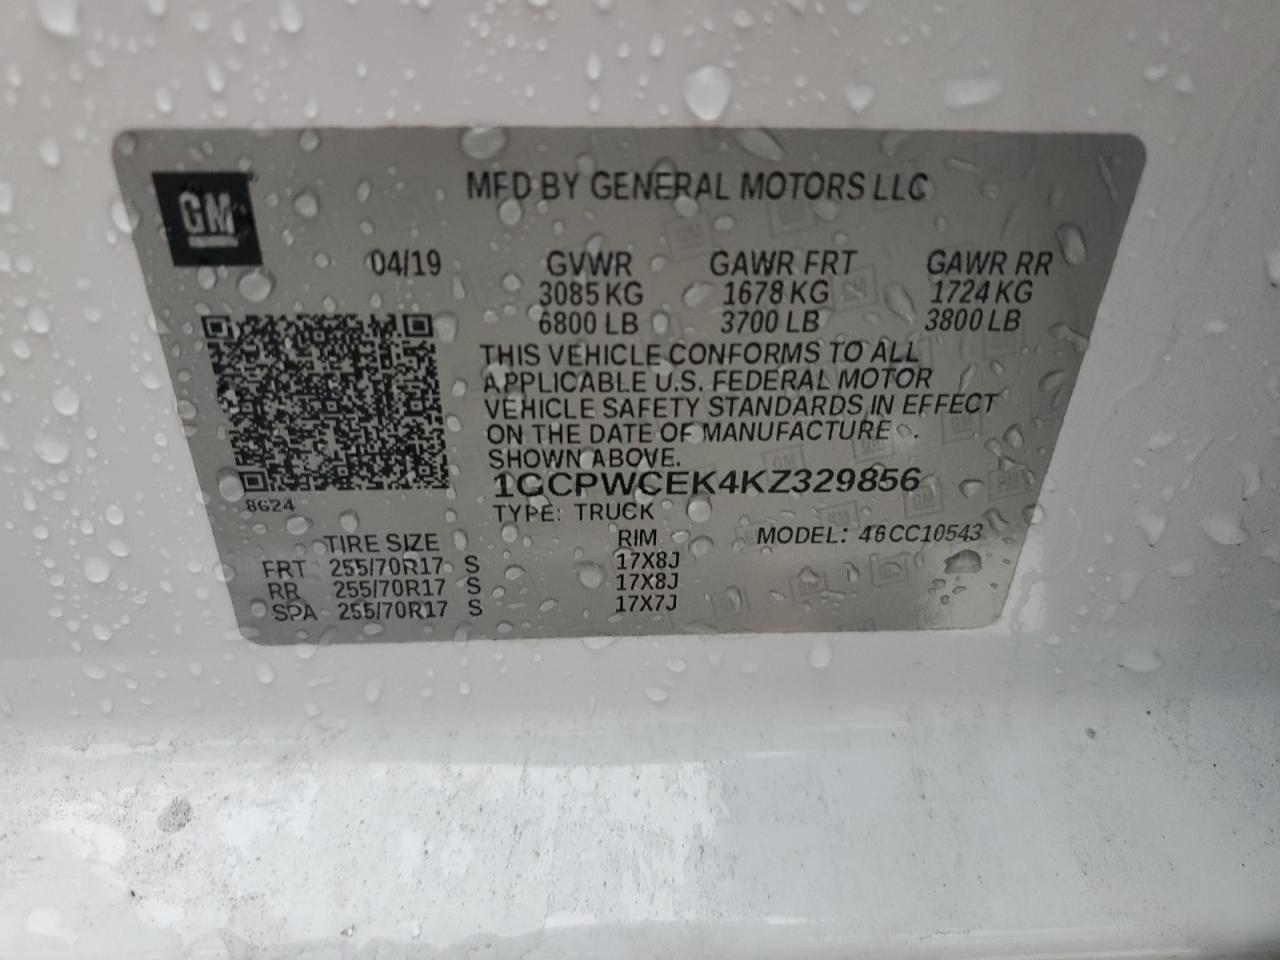 GM
MFD BY GENERAL MOTORS LLC
04/19 GVWR GAWR FRT GAWR RR
3085 KG 1678 KG 1724 KG
6800 LB 3700 LB 3800 LB
THIS VEHICLE CONFORMS TO ALL
APPLICABLE U.S. FEDERAL MOTOR
VEHICLE SAFETY STANDARDS IN EFFECT
ON THE DATE OF MANUFACTURE
SHOWN ABOVE.
1GCPWCEK4KZ329856
8G24
TYPE: TRUCK
TIRE SIZE RIM MODEL: 46CC10543
FRT 255/70R17 S 17X8J
RR 255/70R17 S 17X8J
SPA 255/70R17 S 17X7J